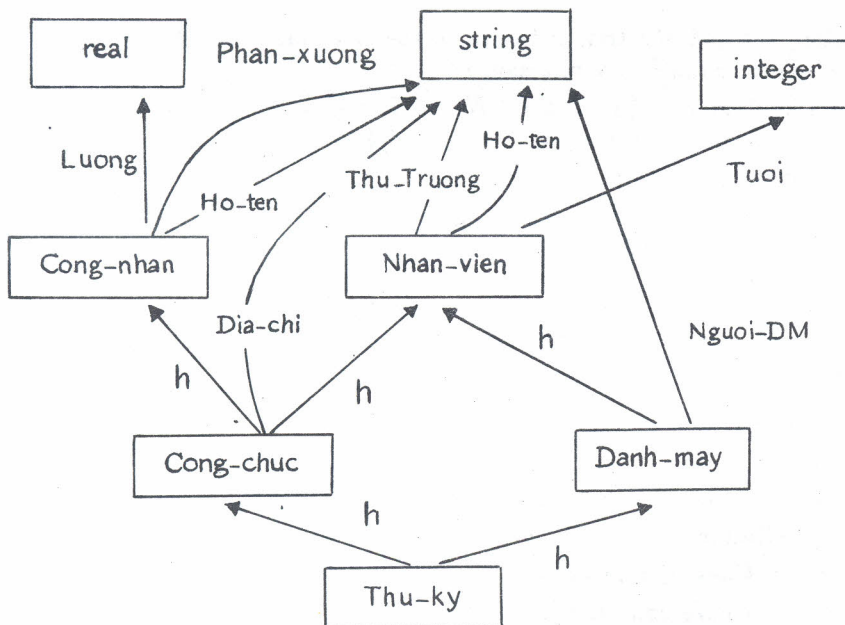 real
Phan-xuong
string
integer
Luong
Ho-ten
Thu_Truong
Ho-ten
Tuoi
Cong-nhan
Nhan-vien
Dia-chi
Nguoi-DM
h
h
h
Cong-chuc
Danh-may
h
h
Thu-ky